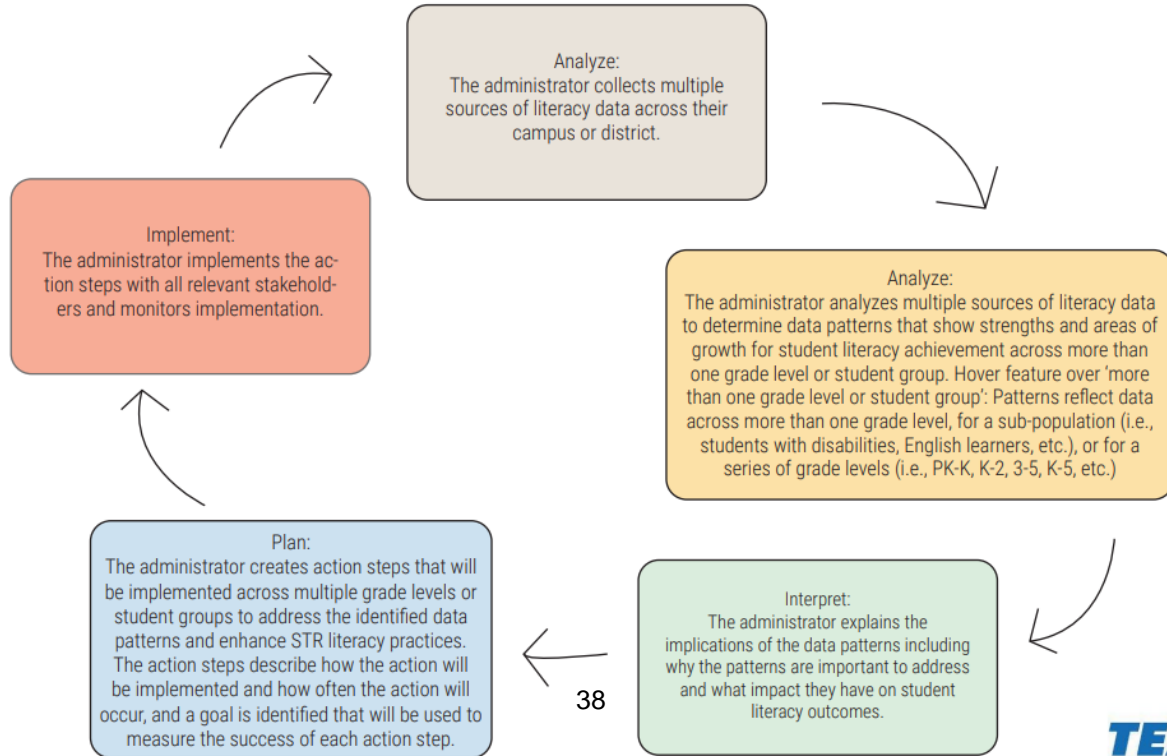 Analyze:
The administrator collects multiple
sources of literacy data across their
campus or district.
Analyze:
The administrator analyzes multiple sources of literacy data
to determine data patterns that show strengths and areas of
growth for student literacy achievement across more than
one grade level or student group. Hover feature over ‘more
than one grade level or student group’: Patterns reflect data
across more than one grade level, for a sub-population (i.e.,
students with disabilities, English learners, etc.), or for a
series of grade levels (i.e., PK-K, K-2, 3-5, K-5, etc.)
Interpret:
The administrator explains the
implications of the data patterns including
why the patterns are important to address
and what impact they have on student
literacy outcomes.
Plan:
The administrator creates action steps that will
be implemented across multiple grade levels or
student groups to address the identified data
patterns and enhance STR literacy practices.
The action steps describe how the action will
be implemented and how often the action will
occur, and a goal is identified that will be used to
measure the success of each action step.
Implement:
The administrator implements the ac-
tion steps with all relevant stakehold-
ers and monitors implementation.
38